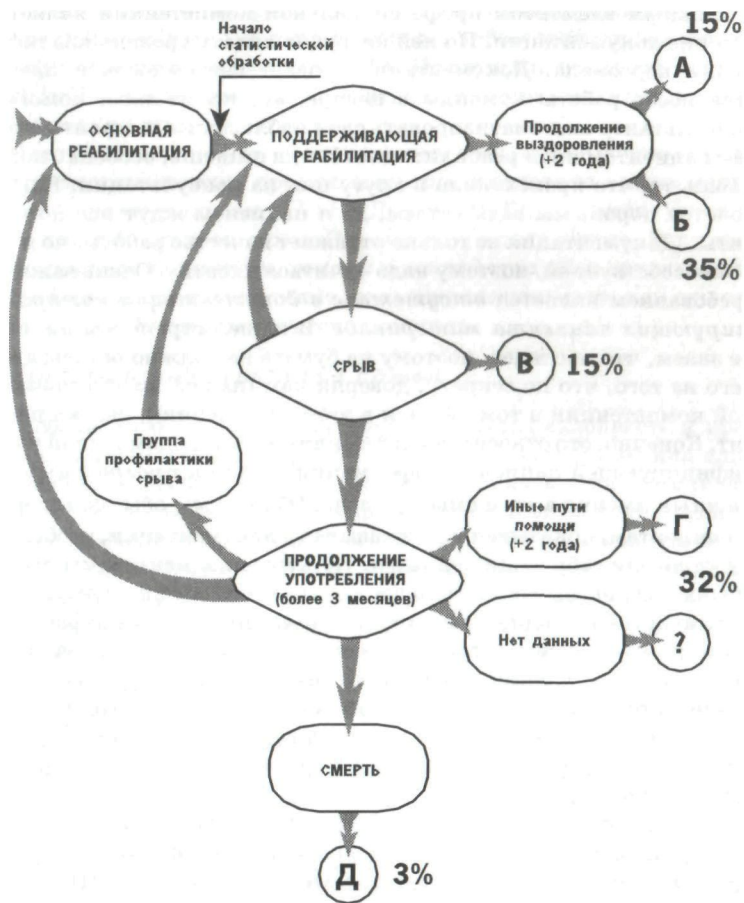 15%
Начало
статистической
обработки
А
ОСНОВНАЯ
РЕАБИЛИТАЦИЯ
ПОДДЕРЖИВАЮЩАЯ
РЕАБИЛИТАЦИЯ
Продолжение
выздоровления
(+2 года)
Б
35%
СРЫВ
В 15%
Группа
профилактики
срыва
Иные пути
помощи
(+2 года)
Г
ПРОДОЛЖЕНИЕ
УПОТРЕБЛЕНИЯ
(более 3 месяцев)
32%
Нет данных
?
СМЕРТЬ
Д 3%